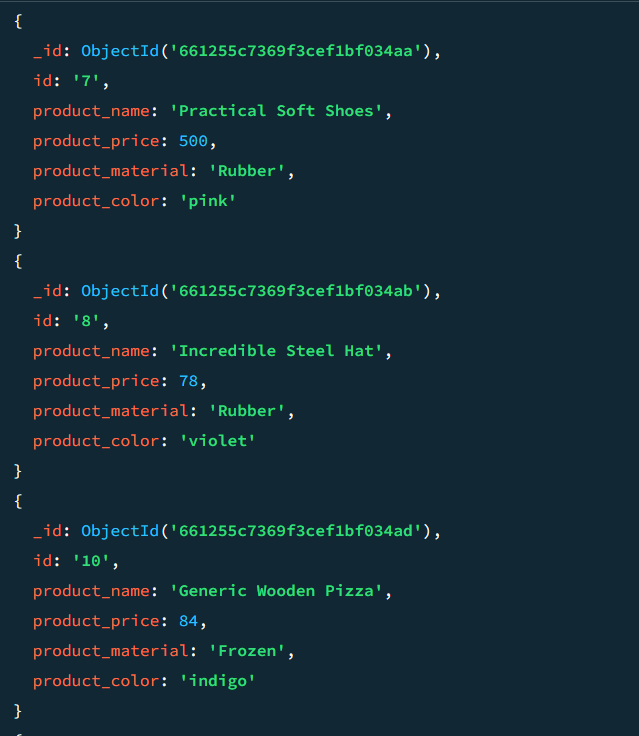 {
_id: ObjectId('661255c7369f3cef1bf034aa'),
id: '7',
product_name: 'Practical Soft Shoes',
product_price: 500,
product_material: 'Rubber',
product_color: 'pink'
}
{
_id: ObjectId('661255c7369f3cef1bf034ab'),
id: '8',
product_name: 'Incredible Steel Hat',
product_price: 78,
product_material: 'Rubber',
product_color: 'violet'
}
{
_id: ObjectId('661255c7369f3cef1bf034ad'),
id: '10',
product_name: 'Generic Wooden Pizza',
product_price: 84,
product_material: 'Frozen',
product_color: 'indigo'
}